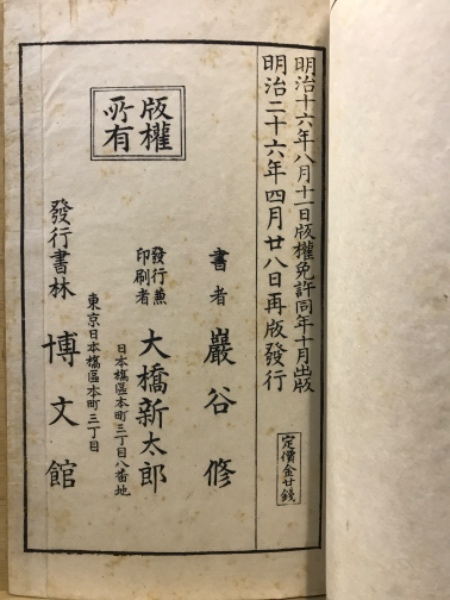 明治十六年八月十一日版權免許同年十月出版
明治二十六年四月廿八日再版發行
定價金廿錢
書者 巖谷修
發行兼印刷者 大橋新太郎
日本橋區本町三丁目八番地
版權所有
東京日本橋區本町三丁目
發行書林 博文館